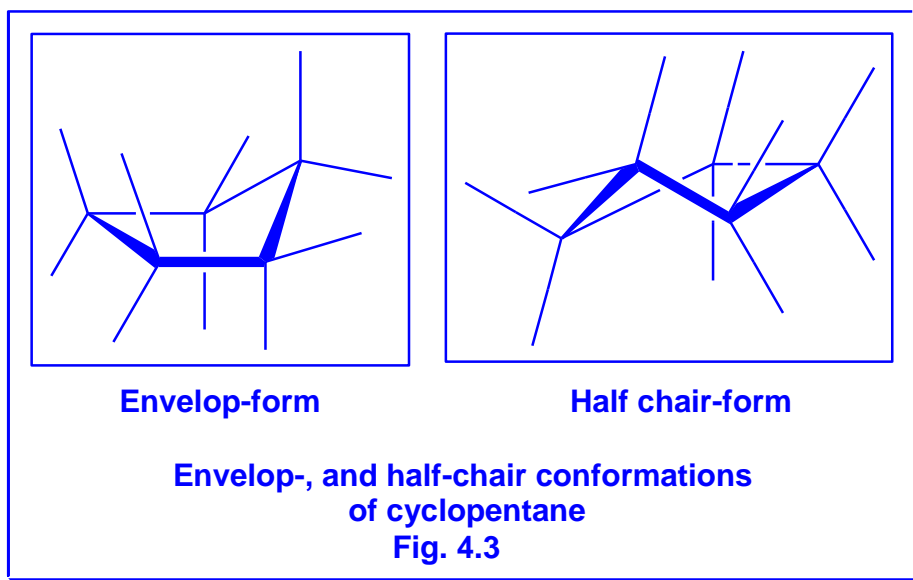 Envelop-form
Half chair-form
Envelop-, and half-chair conformations
of cyclopentane
Fig. 4.3